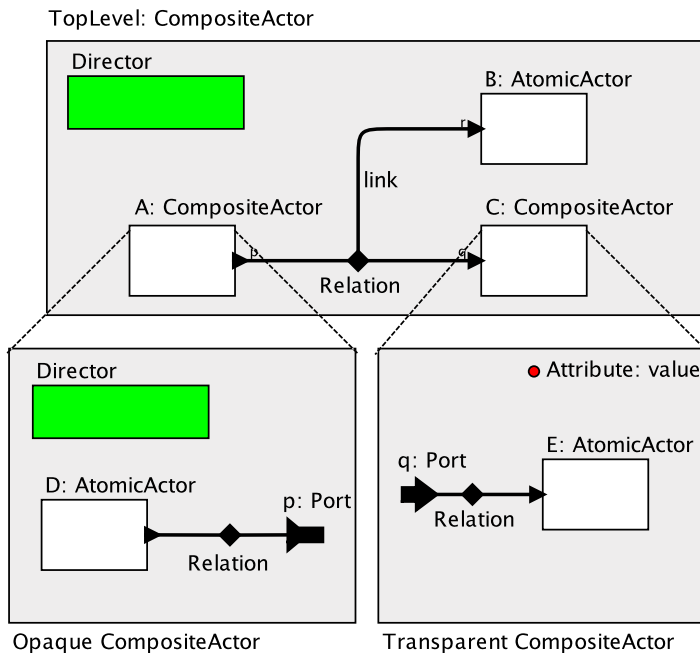 TopLevel: CompositeActor
Director
B: AtomicActor
r
link
A: CompositeActor
C: CompositeActor
p
q
Relation
Director
Attribute: value
D: AtomicActor
p: Port
Relation
q: Port
E: AtomicActor
Relation
Opaque CompositeActor
Transparent CompositeActor